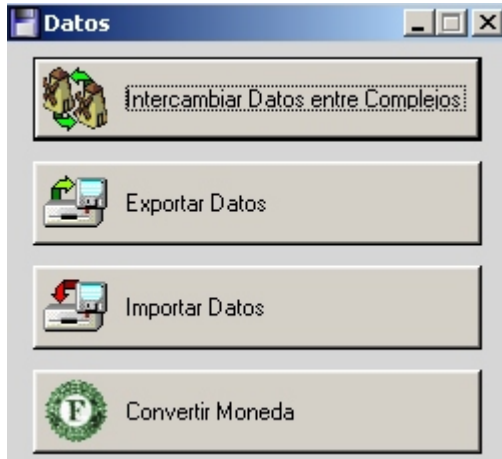 Datos
Intercambiar Datos entre Complejos
Exportar Datos
Importar Datos
F
Convertir Moneda